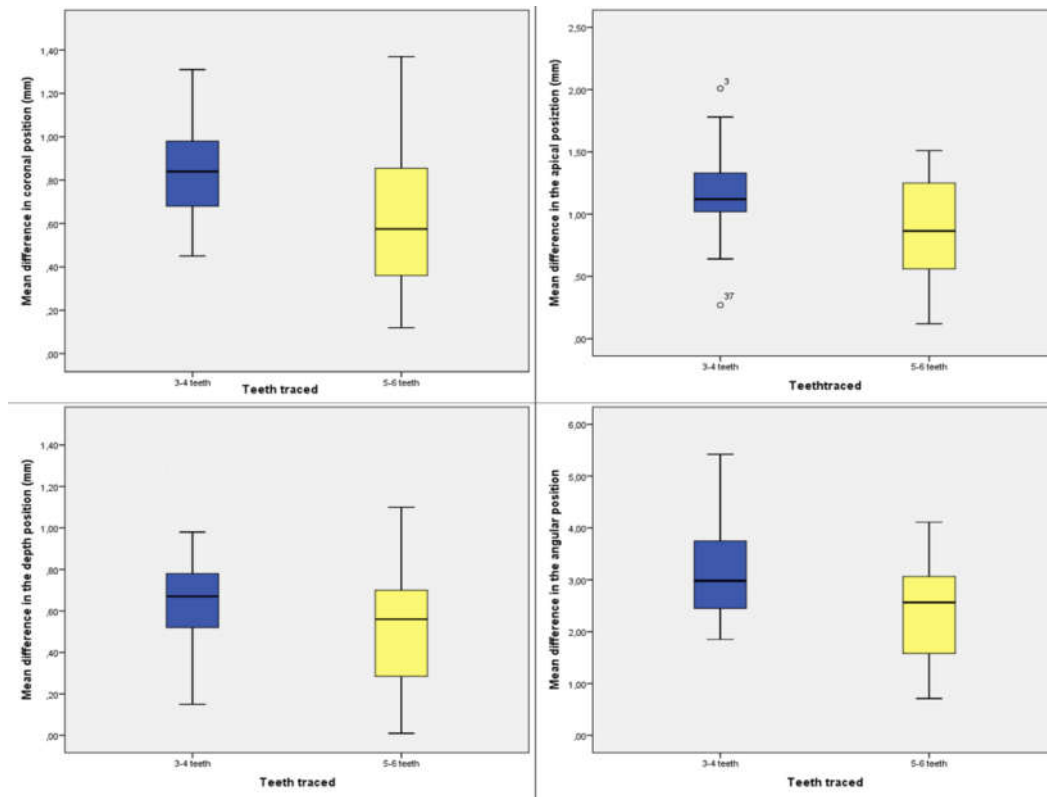 Mean difference in coronal position (mm)
1,40
1,20
1,00
,80
,60
,40
,20
,00
3-4 teeth
5-6 teeth
Teeth traced
Mean difference in the apical posiztion (mm)
2,50
2,00
1,50
1,00
,50
,00
3
37
3-4 teeth
5-6 teeth
Teethtraced
Mean difference in the depth position (mm)
1,40
1,20
1,00
,80
,60
,40
,20
,00
3-4 teeth
5-6 teeth
Teeth traced
Mean difference in the angular position
6,00
5,00
4,00
3,00
2,00
1,00
,00
3-4 teeth
5-6 teeth
Teeth traced